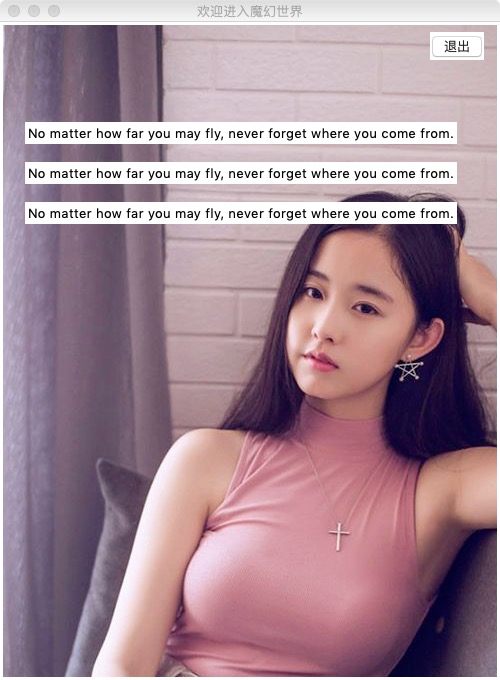 欢迎进入魔幻世界
退出
No matter how far you may fly, never forget where you come from.
No matter how far you may fly, never forget where you come from.
No matter how far you may fly, never forget where you come from.